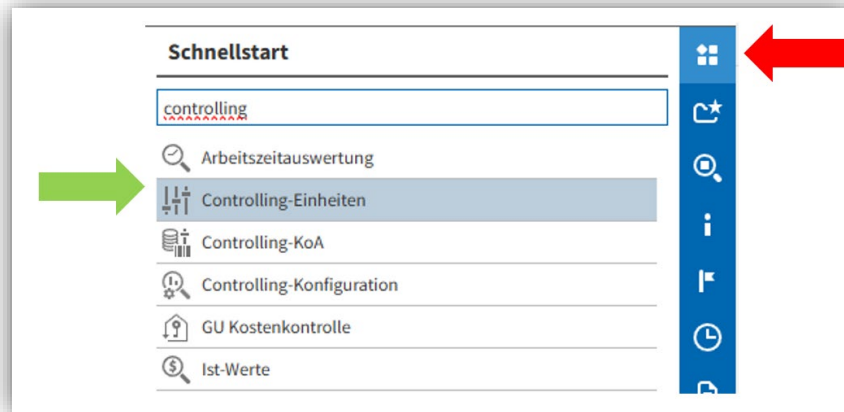 Schnellstart
controlling
Arbeitszeitauswertung
Controlling-Einheiten
Controlling-KoA
Controlling-Konfiguration
GU Kostenkontrolle
Ist-Werte